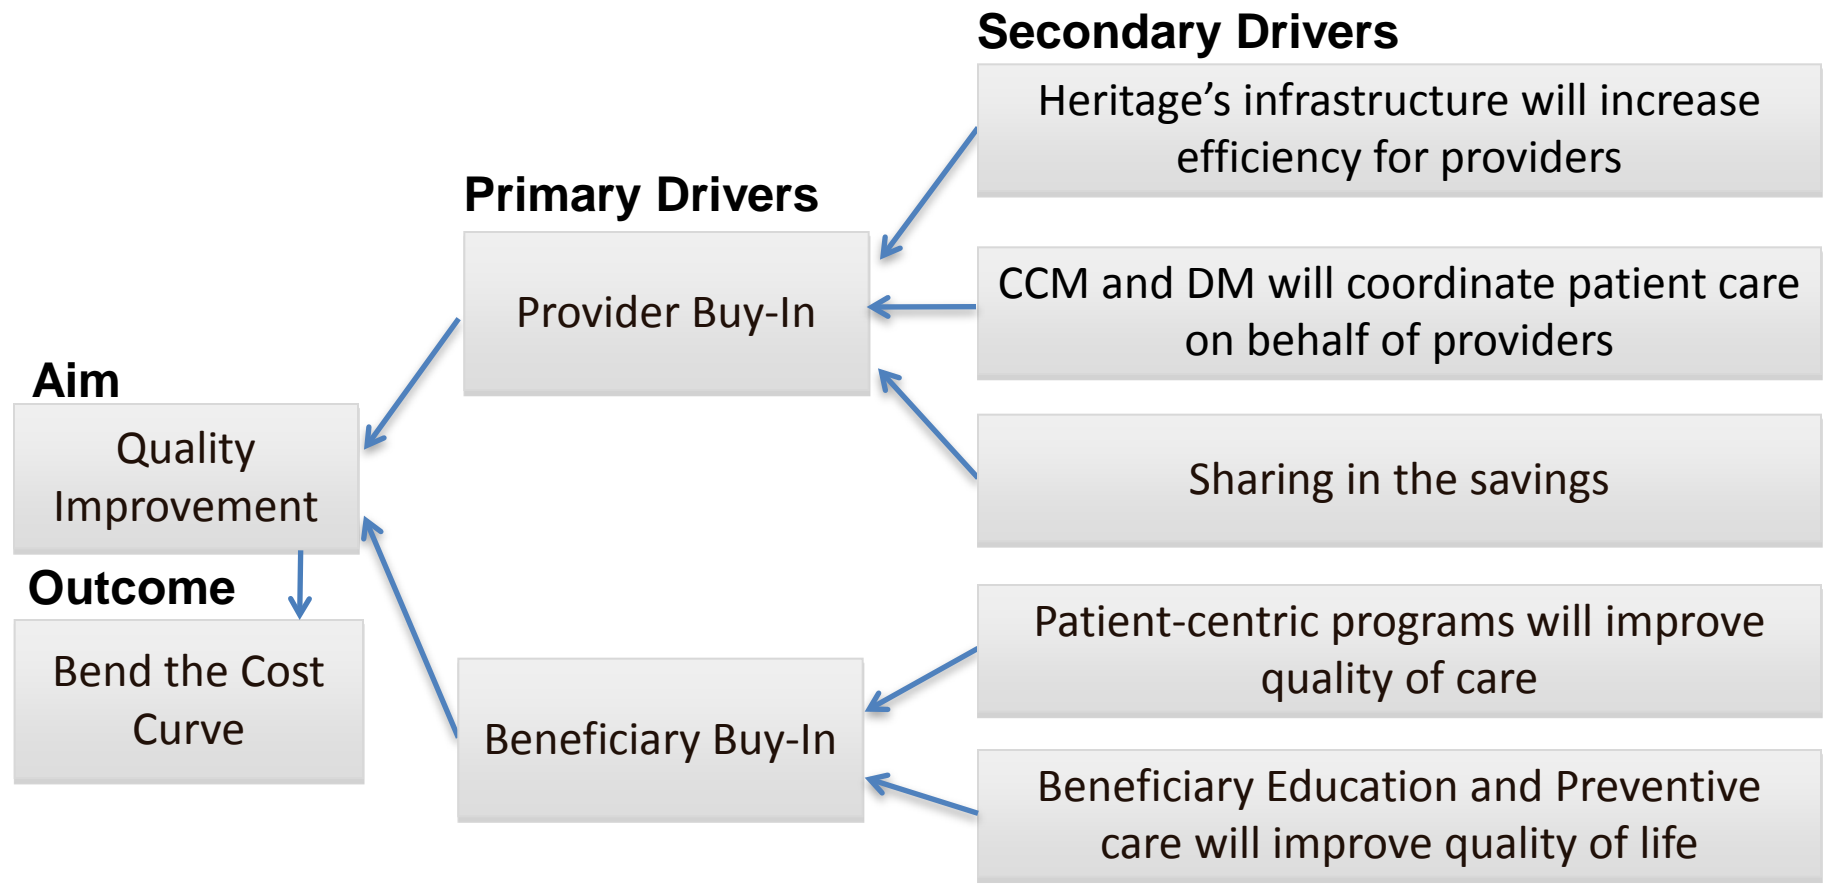 Secondary Drivers
Heritage’s infrastructure will increase
efficiency for providers
CCM and DM will coordinate patient care
on behalf of providers
Sharing in the savings
Patient-centric programs will improve
quality of care
Beneficiary Education and Preventive
care will improve quality of life
Primary Drivers
Provider Buy-In
Beneficiary Buy-In
Aim
Quality
Improvement
Outcome
Bend the Cost
Curve